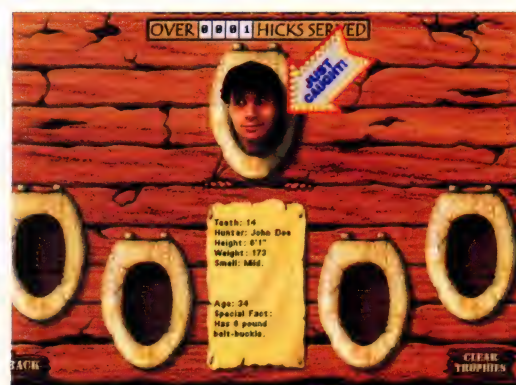 OVER 0001 HICKS SERVED
JUST
CAUGHT!
Teeth: 14
Hunter: John Doe
Height: 6'1"
Weight: 173
Smell: Mild.
Age: 34
Special Fact:
Has 8 pound
belt-buckle.
BACK
CLEAR
TROPHIES